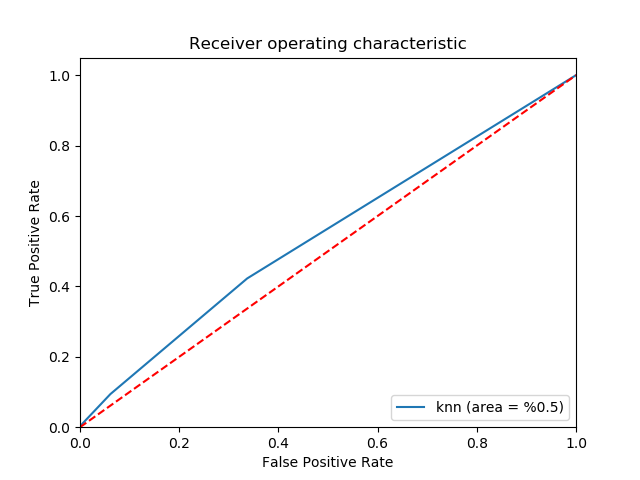 Receiver operating characteristic
True Positive Rate
1.0
0.8
0.6
0.4
0.2
0.0
knn (area = %0.5)
0.0 0.2 0.4 0.6 0.8 1.0
False Positive Rate